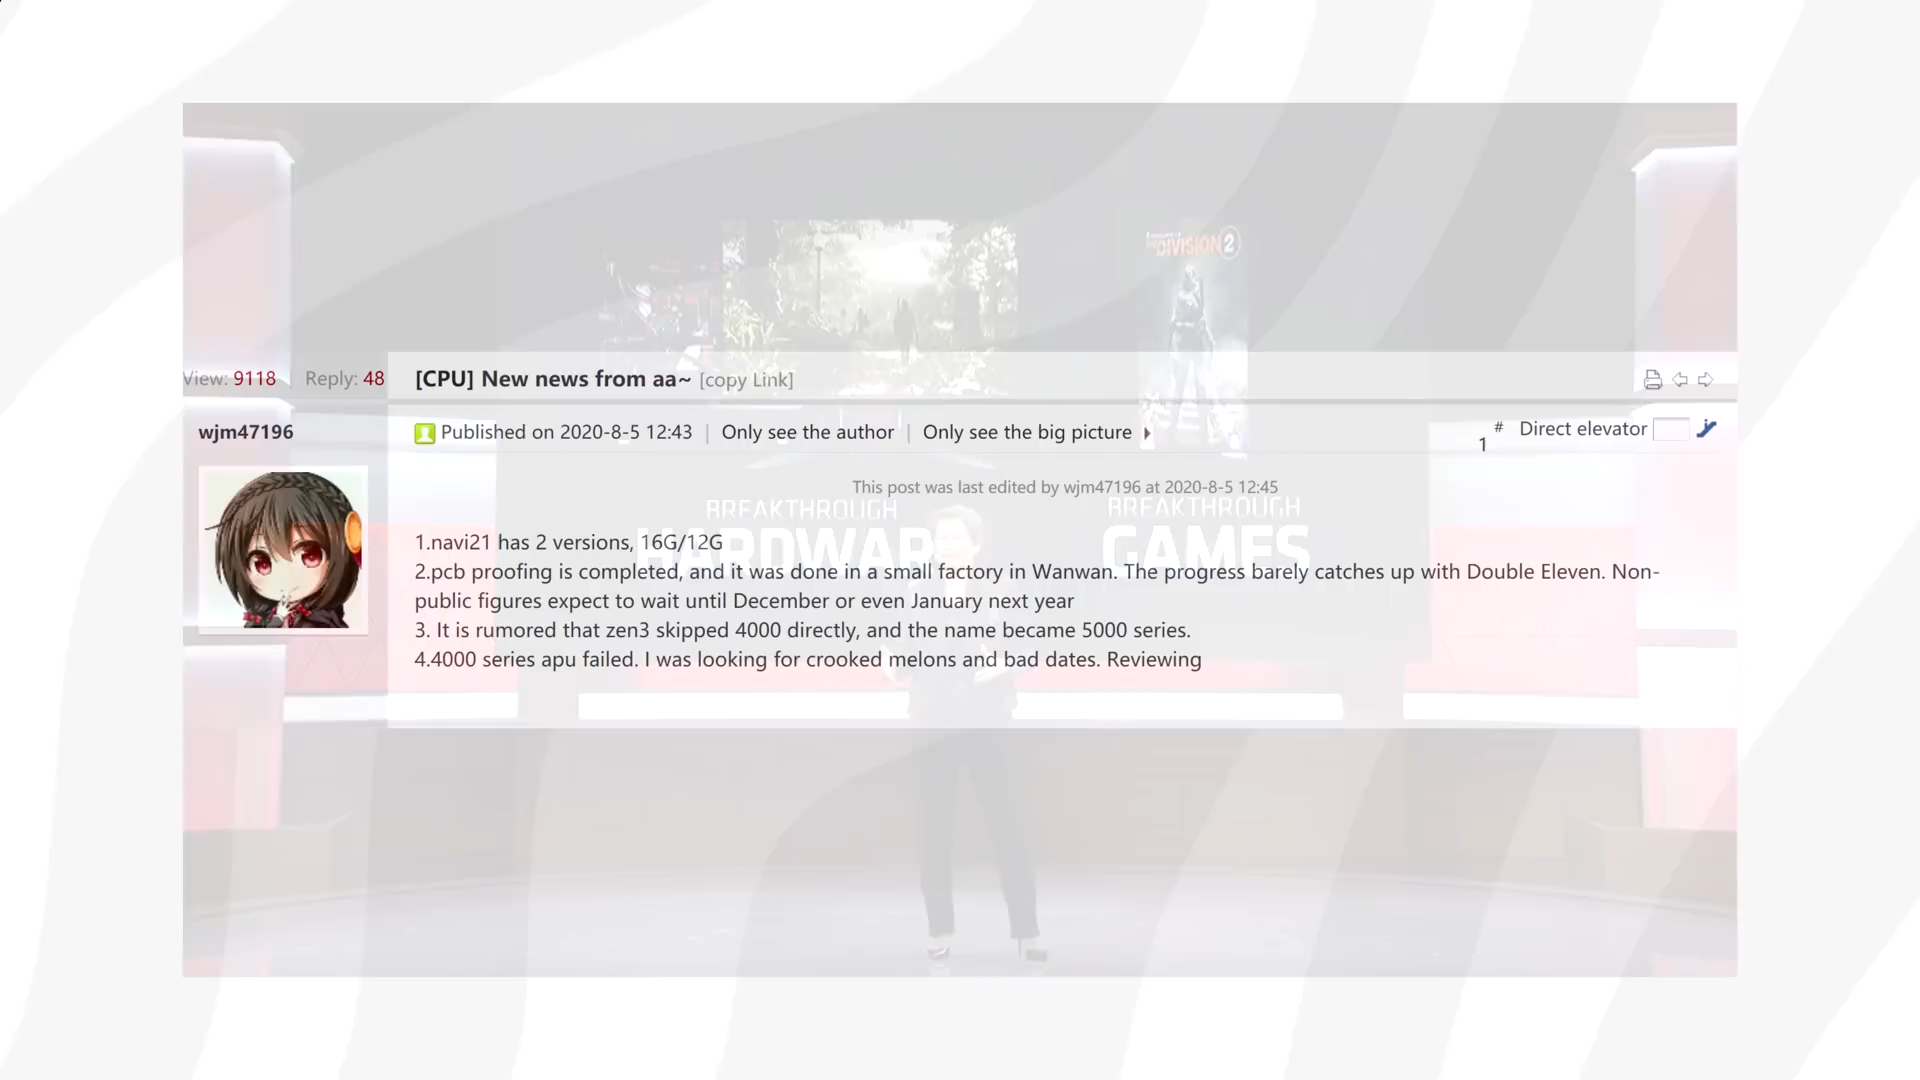 THE DIVISION 2
View: 9118 | Reply: 48
[CPU] New news from aa~ [copy Link]
wjm47196
Published on 2020-8-5 12:43 | Only see the author | Only see the big picture
1 # Direct elevator
This post was last edited by wjm47196 at 2020-8-5 12:45
BREAKTHROUGH HARDWAR
BREAKTHROUGH GAMES
1.navi21 has 2 versions, 16G/12G
2.pcb proofing is completed, and it was done in a small factory in Wanwan. The progress barely catches up with Double Eleven. Non-
public figures expect to wait until December or even January next year
3. It is rumored that zen3 skipped 4000 directly, and the name became 5000 series.
4.4000 series apu failed. I was looking for crooked melons and bad dates. Reviewing